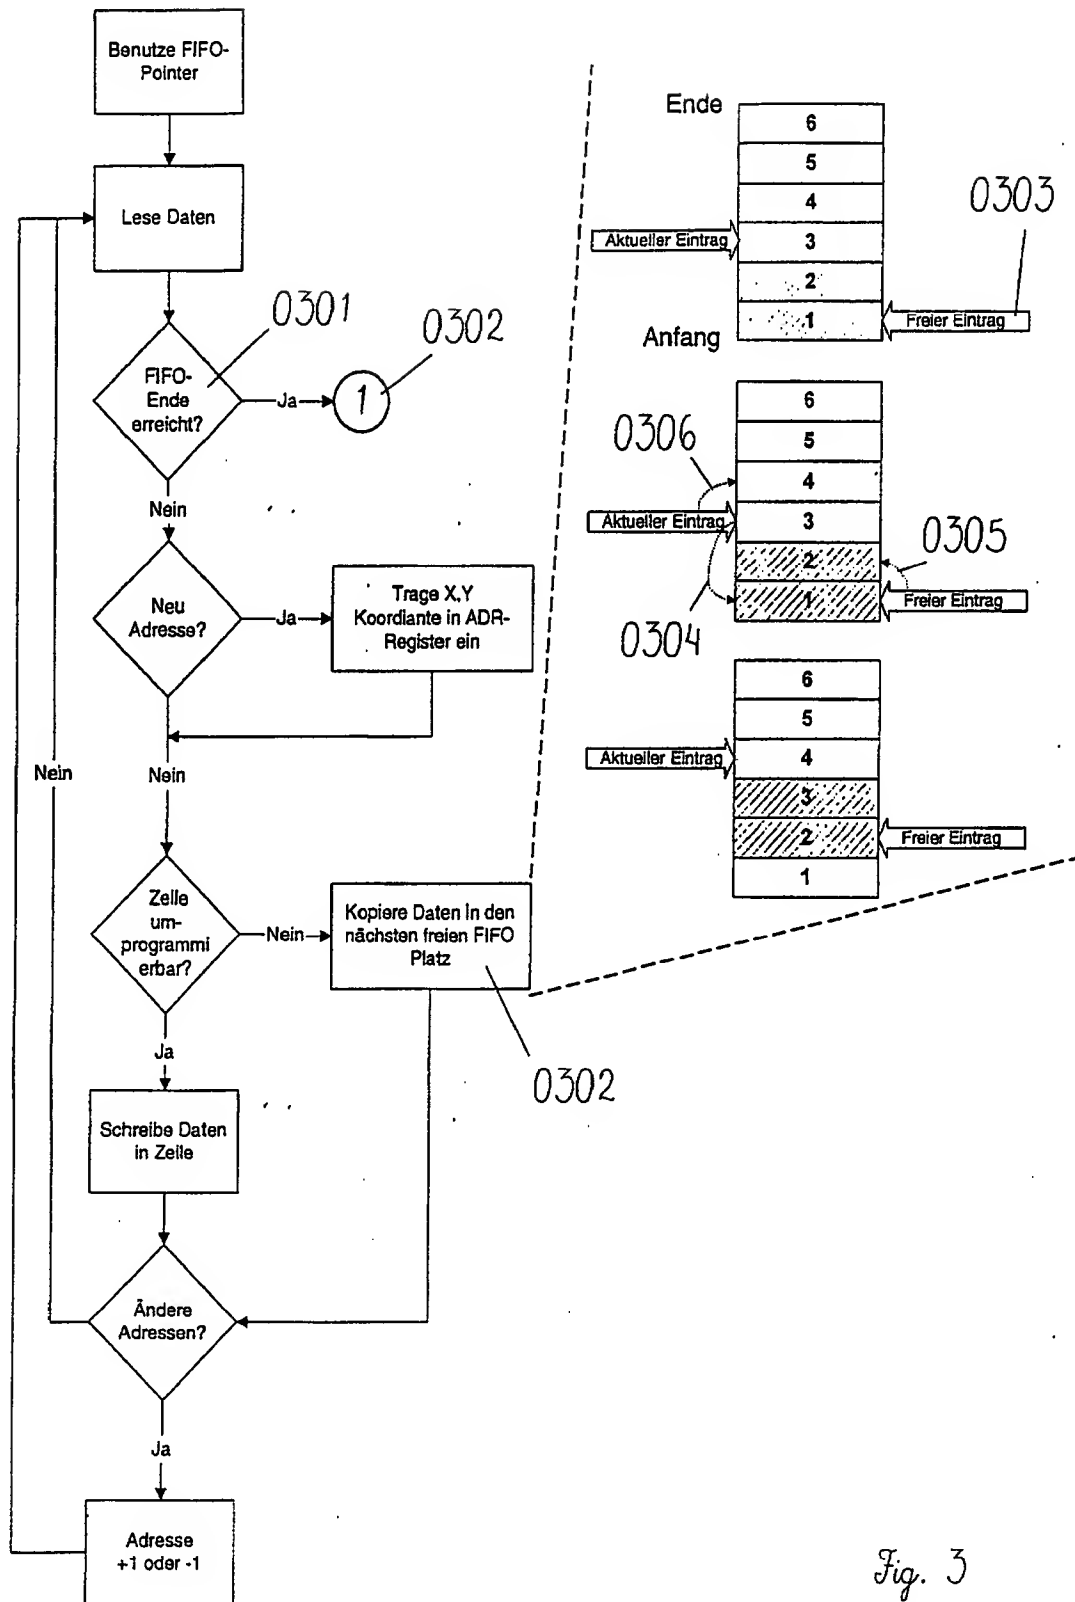 Benutze FIFO-
Pointer
Lese Daten
0301
0302
FIFO-
Ende
erreicht?
Ja
1
Nein
Neu
Adresse?
Ja
Trage X,Y
Koordiante in ADR-
Register ein
Nein
Nein
Zelle
um-
programmi
erbar?
Nein
Kopiere Daten in den
nächsten freien FIFO
Platz
0302
Ja
Schreibe Daten
in Zelle
Ändere
Adressen?
Ja
Adresse
+1 oder -1
Ende
6
5
4
0303
Aktueller Eintrag
3
2
1
Freier Eintrag
Anfang
6
0306
5
4
Aktueller Eintrag
3
0305
2
1
Freier Eintrag
0304
6
5
Aktueller Eintrag
4
3
2
Freier Eintrag
1
Fig. 3